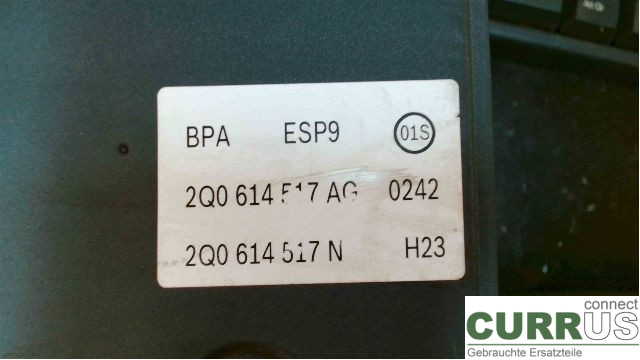 BPA ESP9 01S
2Q0 614 517 AG 0242
2Q0 614 517 N H23
connect
CURRUS
Gebrauchte Ersatzteile